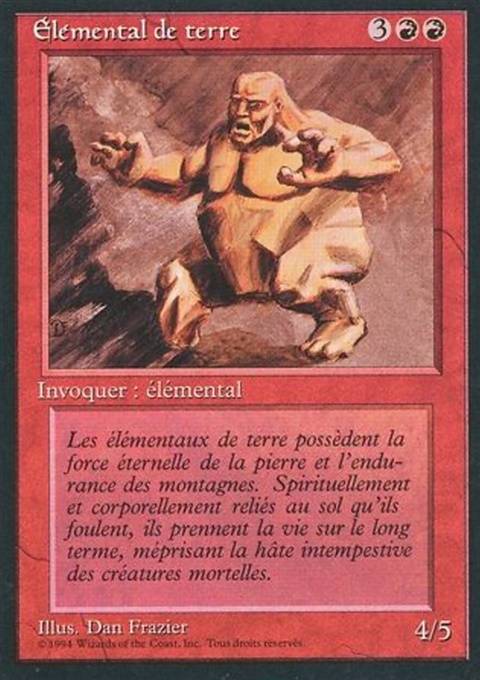 Élémental de terre 3
Invoquer : élémental
Les élémentaux de terre possèdent la
force éternelle de la pierre et l'endu-
rance des montagnes. Spirituellement
et corporellement reliés au sol qu'ils
foulent, ils prennent la vie sur le long
terme, méprisant la hâte intempestive
des créatures mortelles.
Illus. Dan Frazier
4/5
©1994 Wizards of the Coast, Inc. Tous droits réservés.